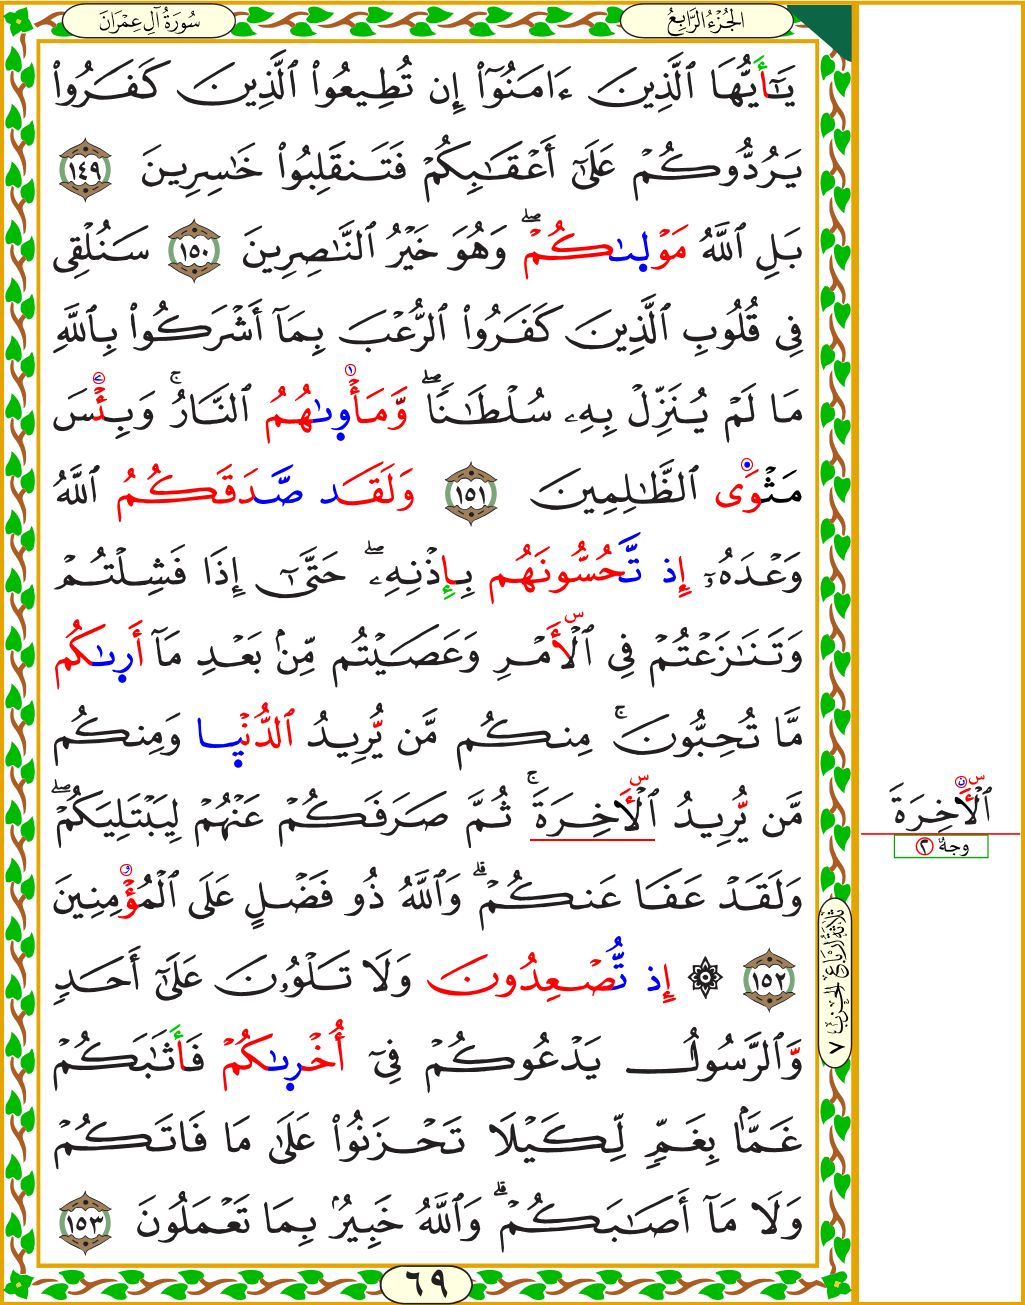 الجُزْءُ الرَّابِعُ
سُورَةُ آلِ عِمْرَانَ
يَـٰٓأَيُّهَا ٱلَّذِينَ ءَامَنُوٓا۟ إِن تُطِيعُوا۟ ٱلَّذِينَ كَفَرُوا۟
يَرُدُّوكُمْ عَلَىٰٓ أَعْقَـٰبِكُمْ فَتَنقَلِبُوا۟ خَـٰسِرِينَ ١٤٩
بَلِ ٱللَّهُ مَوْلَىٰكُمْ ۖ وَهُوَ خَيْرُ ٱلنَّـٰصِرِينَ ١٥٠ سَنُلْقِى
فِى قُلُوبِ ٱلَّذِينَ كَفَرُوا۟ ٱلرُّعْبَ بِمَآ أَشْرَكُوا۟ بِٱللَّهِ
مَا لَمْ يُنَزِّلْ بِهِۦ سُلْطَـٰنًا ۖ وَّمَأْوَىٰهُمُ ٱلنَّارُ ۚ وَبِئْسَ
مَثْوَى ٱلظَّـٰلِمِينَ ١٥١ وَلَقَد صَّدَقَكُمُ ٱللَّهُ
وَعْدَهُۥٓ إِذ تَّحُسُّونَهُم بِإِذْنِهِۦ ۖ حَتَّىٰٓ إِذَا فَشِلْتُمْ
وَتَنَـٰزَعْتُمْ فِى ٱلْأَمْرِ وَعَصَيْتُم مِّنۢ بَعْدِ مَآ أَرَىٰكُم
مَّا تُحِبُّونَ ۚ مِنكُم مَّن يُّرِيدُ ٱلدُّنْيَا وَمِنكُم
مَّن يُّرِيدُ ٱلْأَخِرَةَ ۚ ثُمَّ صَرَفَكُمْ عَنْهُمْ لِيَبْتَلِيَكُمْ ۖ
وَلَقَدْ عَفَا عَنكُمْ ۗ وَٱللَّهُ ذُو فَضْلٍ عَلَى ٱلْمُؤْمِنِينَ
١٥٢ ۞ إِذ تُّصْعِدُونَ وَلَا تَلْوُۥنَ عَلَىٰٓ أَحَدٍ
وَّٱلرَّسُولُ يَدْعُوكُمْ فِىٓ أُخْرَىٰكُمْ فَأَثَـٰبَكُمْ
غَمًّۢا بِغَمٍّ لِّكَيْلَا تَحْزَنُوا۟ عَلَىٰ مَا فَاتَكُمْ
وَلَا مَآ أَصَـٰبَكُمْ ۗ وَٱللَّهُ خَبِيرٌۢ بِمَا تَعْمَلُونَ ١٥٣
٦٩
ٱلْأَخِرَةَ
وجهٌ ٢
ثلاثة أرباع الحزب ٧